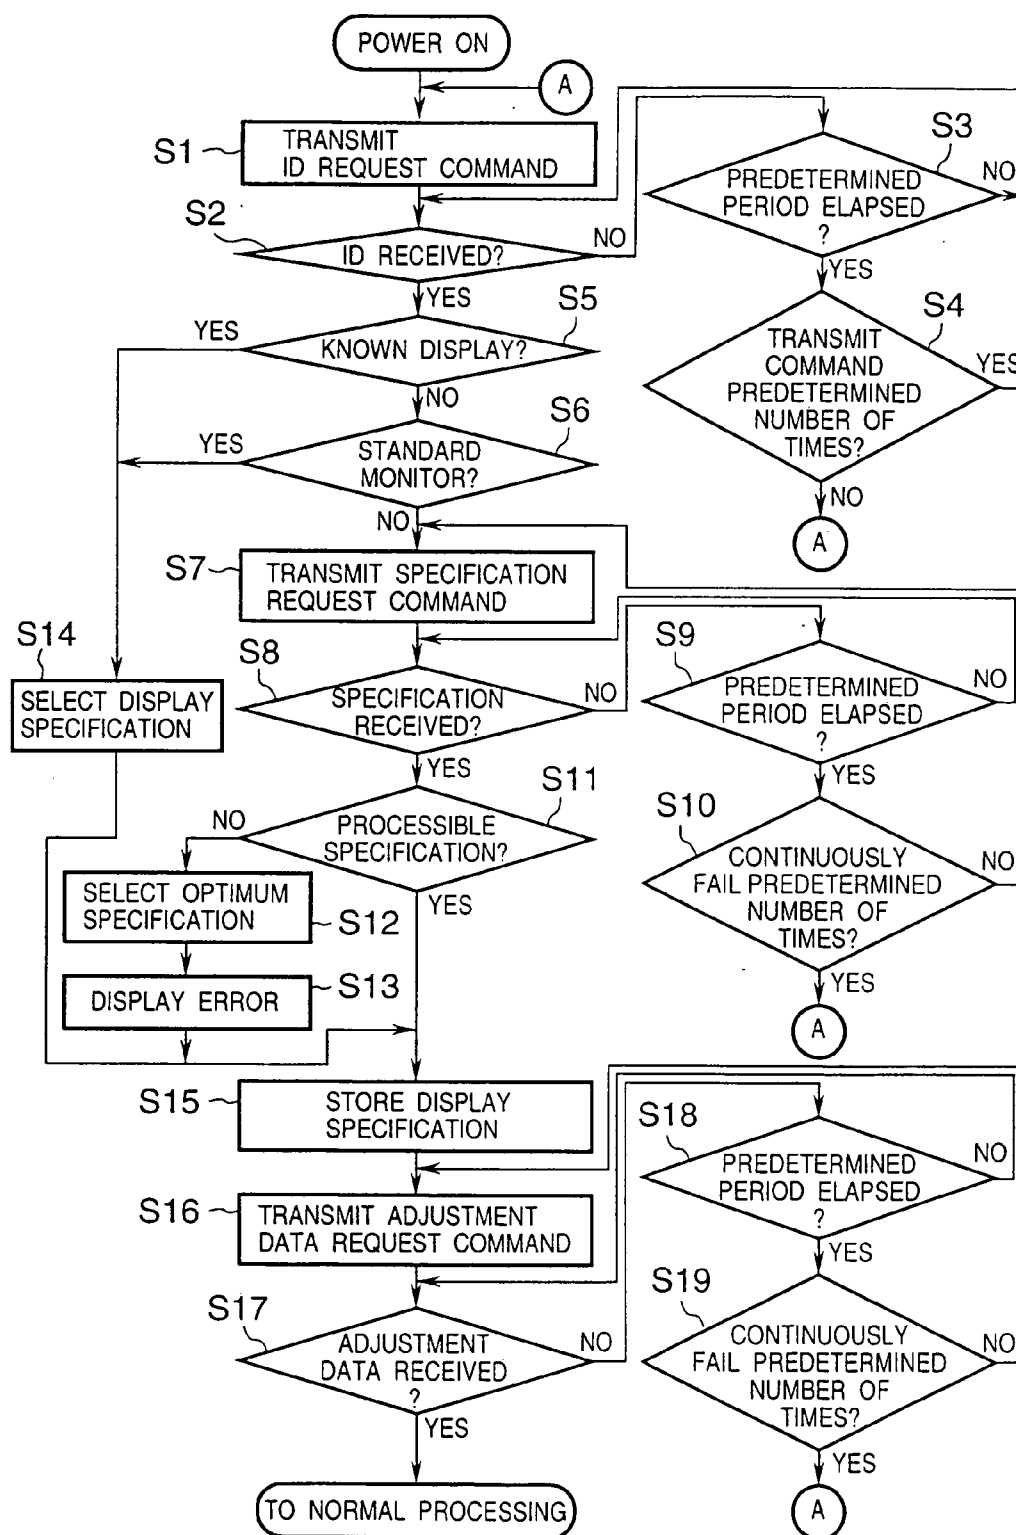 POWER ON
A
S1
TRANSMIT
ID REQUEST COMMAND
S2
ID RECEIVED?
NO
YES
S3
PREDETERMINED
PERIOD ELAPSED
?
NO
YES
S4
TRANSMIT
COMMAND
PREDETERMINED
NUMBER OF
TIMES?
YES
NO
A
S5
KNOWN DISPLAY?
YES
NO
S6
STANDARD
MONITOR?
YES
NO
S7
TRANSMIT SPECIFICATION
REQUEST COMMAND
S8
SPECIFICATION
RECEIVED?
NO
YES
S9
PREDETERMINED
PERIOD ELAPSED
?
NO
YES
S10
CONTINUOUSLY
FAIL PREDETERMINED
NUMBER OF
TIMES?
NO
YES
A
S14
SELECT DISPLAY
SPECIFICATION
S11
PROCESSIBLE
SPECIFICATION?
NO
YES
SELECT OPTIMUM
SPECIFICATION
S12
DISPLAY ERROR
S13
S15
STORE DISPLAY
SPECIFICATION
S16
TRANSMIT ADJUSTMENT
DATA REQUEST COMMAND
S17
ADJUSTMENT
DATA RECEIVED
?
NO
YES
S18
PREDETERMINED
PERIOD ELAPSED
?
NO
YES
S19
CONTINUOUSLY
FAIL PREDETERMINED
NUMBER OF
TIMES?
NO
YES
A
TO NORMAL PROCESSING